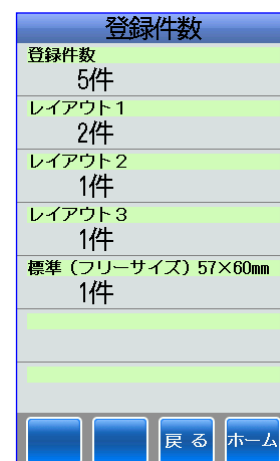 登録件数
登録件数
5件
レイアウト1
2件
レイアウト2
1件
レイアウト3
1件
標準（フリーサイズ）57×60㎜
1件
戻る
ホーム